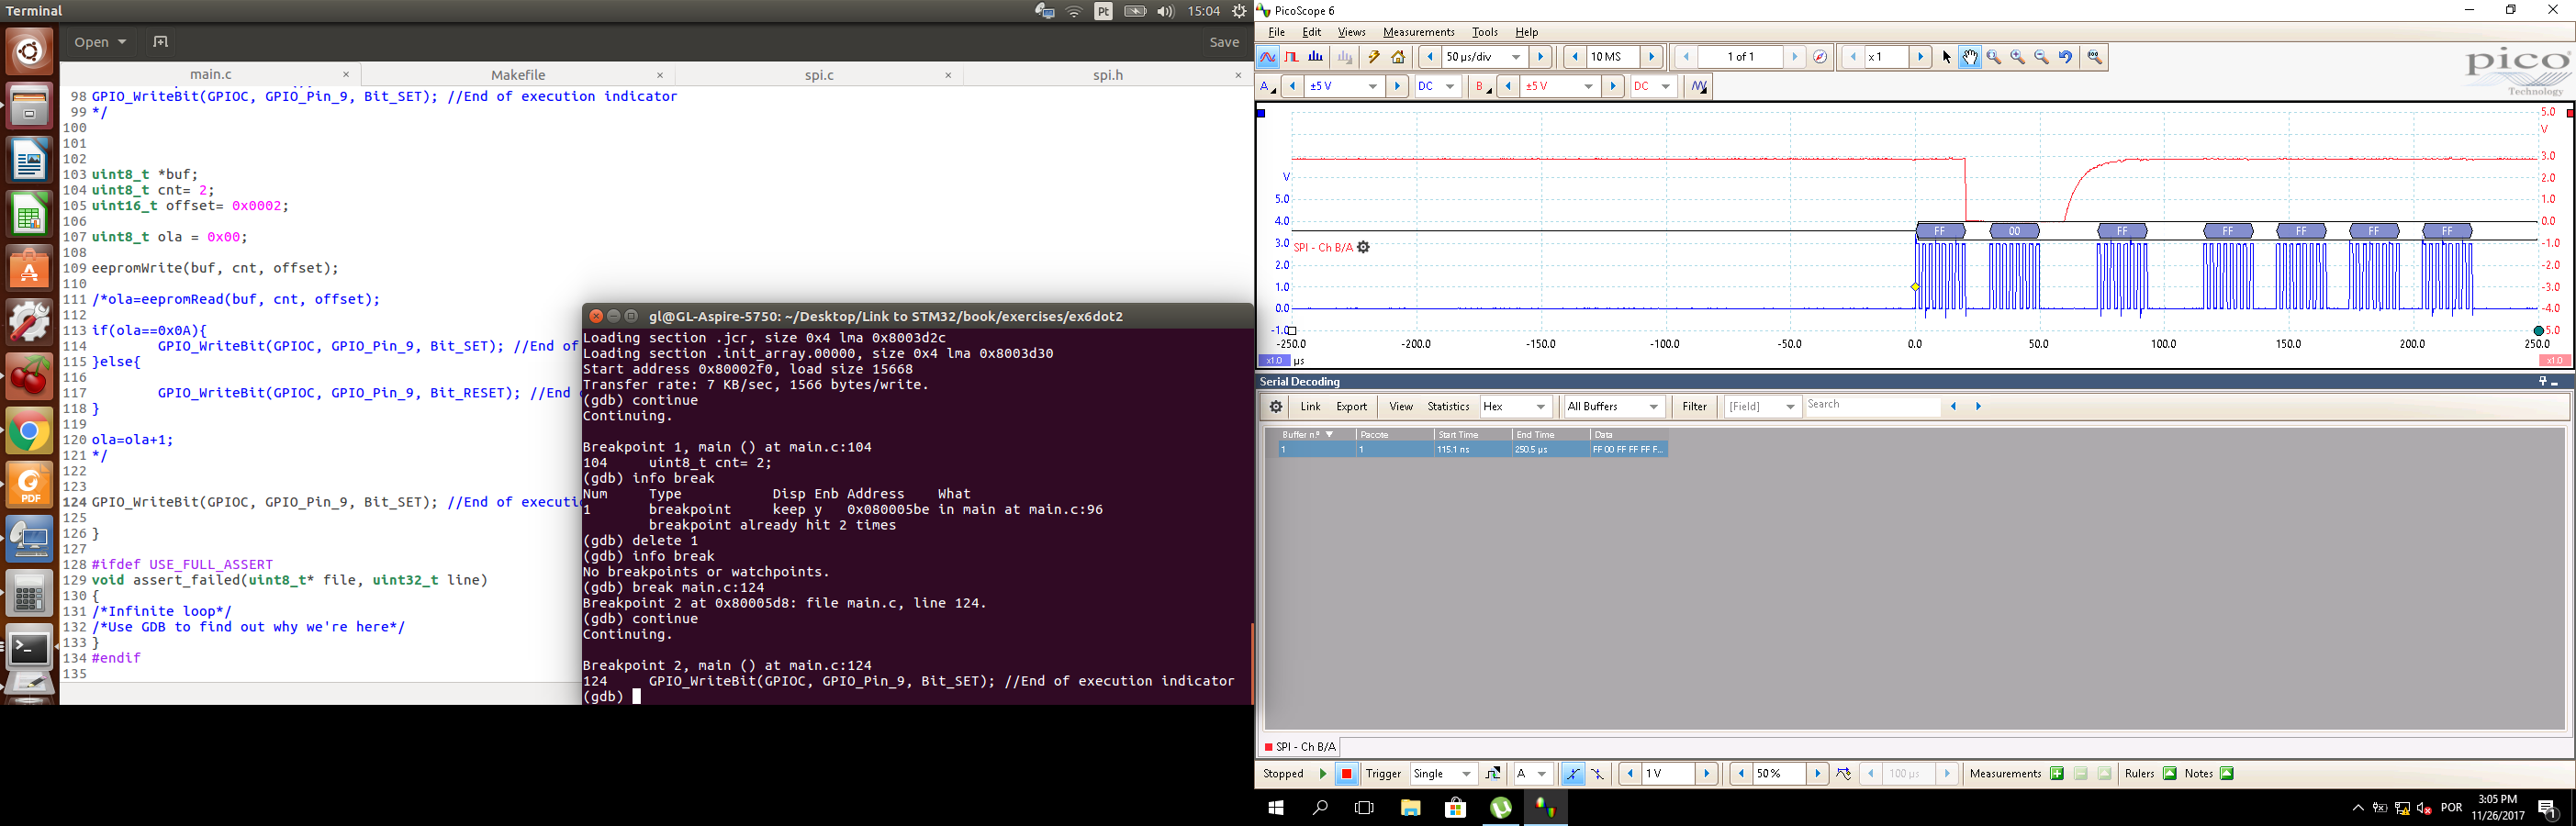 Terminal
Pt
15:04
Open
Save
main.c ×
Makefile ×
spi.c ×
spi.h ×
98 GPIO_WriteBit(GPIOC, GPIO_Pin_9, Bit_SET); //End of execution indicator
99 */
100
101
102
103 uint8_t *buf;
104 uint8_t cnt= 2;
105 uint16_t offset= 0x0002;
106
107 uint8_t ola = 0x00;
108
109 eepromWrite(buf, cnt, offset);
110
111 /*ola=eepromRead(buf, cnt, offset);
112
113 if(ola==0x0A){
114 GPIO_WriteBit(GPIOC, GPIO_Pin_9, Bit_SET); //End of
115 }else{
116
117 GPIO_WriteBit(GPIOC, GPIO_Pin_9, Bit_RESET); //End
118 }
119
120 ola=ola+1;
121 */
122
123
124 GPIO_WriteBit(GPIOC, GPIO_Pin_9, Bit_SET); //End of executi
125
126 }
127
128 #ifdef USE_FULL_ASSERT
129 void assert_failed(uint8_t* file, uint32_t line)
130 {
131 /*Infinite loop*/
132 /*Use GDB to find out why we're here*/
133 }
134 #endif
135
PDF
gl@GL-Aspire-5750: ~/Desktop/Link to STM32/book/exercises/ex6dot2
Loading section .jcr, size 0x4 lma 0x8003d2c
Loading section .init_array.00000, size 0x4 lma 0x8003d30
Start address 0x80002f0, load size 15668
Transfer rate: 7 KB/sec, 1566 bytes/write.
(gdb) continue
Continuing.
Breakpoint 1, main () at main.c:104
104 uint8_t cnt= 2;
(gdb) info break
Num Type Disp Enb Address What
1 breakpoint keep y 0x080005be in main at main.c:96
breakpoint already hit 2 times
(gdb) delete 1
(gdb) info break
No breakpoints or watchpoints.
(gdb) break main.c:124
Breakpoint 2 at 0x80005d8: file main.c, line 124.
(gdb) continue
Continuing.
Breakpoint 2, main () at main.c:124
124 GPIO_WriteBit(GPIOC, GPIO_Pin_9, Bit_SET); //End of execution indicator
(gdb)
PicoScope 6
File Edit Views Measurements Tools Help
50 µs/div 10 MS 1 of 1 x 1
pico
Technology
A ±5 V DC B ±5 V DC
5.0
V
3.0
2.0
1.0
0.0
-1.0
-2.0
-3.0
-4.0
5.0
V
5.0
4.0
3.0
2.0
1.0
0.0
-1.0
SPI - Ch B/A
FF 00 FF FF FF FF FF
-250.0 -200.0 -150.0 -100.0 -50.0 0.0 50.0 100.0 150.0 200.0 250.0
x1.0 µs x1.0
Serial Decoding
Link Export View Statistics Hex All Buffers Filter [Field] Search
Buffer n.º Pacote Start Time End Time Data
1 1 115.1 ns 250.5 µs FF 00 FF FF FF F...
SPI - Ch B/A
Stopped Trigger Single A 1 V 50 % 100 µs Measurements Rulers Notes
POR
3:05 PM
11/26/2017
1